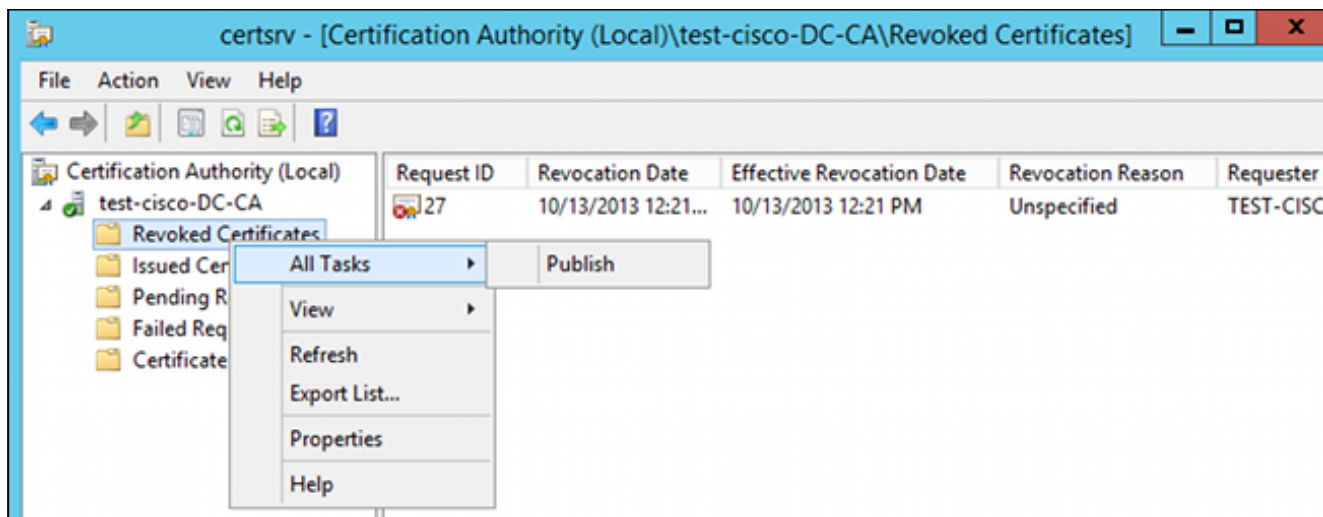 certsrv - [Certification Authority (Local)\test-cisco-DC-CA\Revoked Certificates]
File Action View Help
Certification Authority (Local)
test-cisco-DC-CA
Revoked Certificates
Issued Cer
Pending R
Failed Req
Certificate
Request ID Revocation Date Effective Revocation Date Revocation Reason Requester
27 10/13/2013 12:21... 10/13/2013 12:21 PM Unspecified TEST-CISC
All Tasks
Publish
View
Refresh
Export List...
Properties
Help